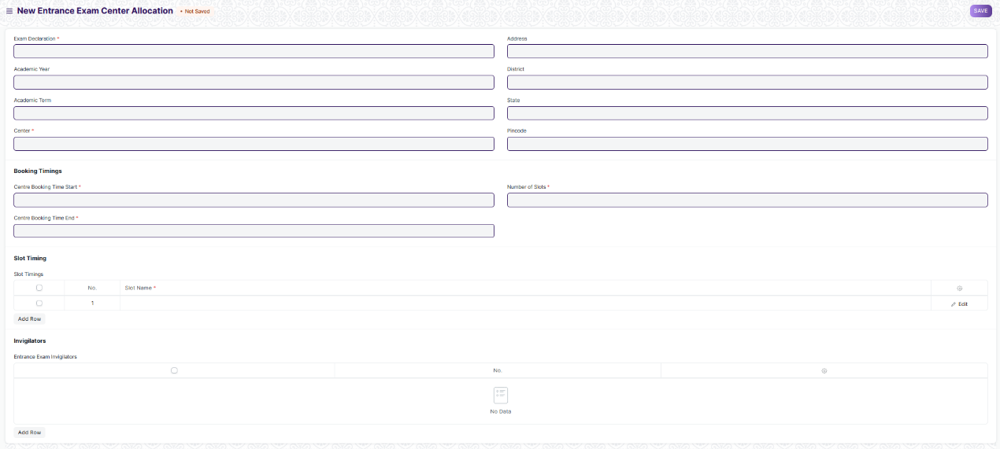 New Entrance Exam Center Allocation • Not Saved SAVE
Exam Declaration *
Address
Academic Year
District
Academic Term
State
Center *
Pincode
Booking Timings
Centre Booking Time Start *
Number of Slots *
Centre Booking Time End *
Slot Timing
Slot Timings
No. Slot Name *
1 Edit
Add Row
Invigilators
Entrance Exam Invigilators
No.
No Data
Add Row